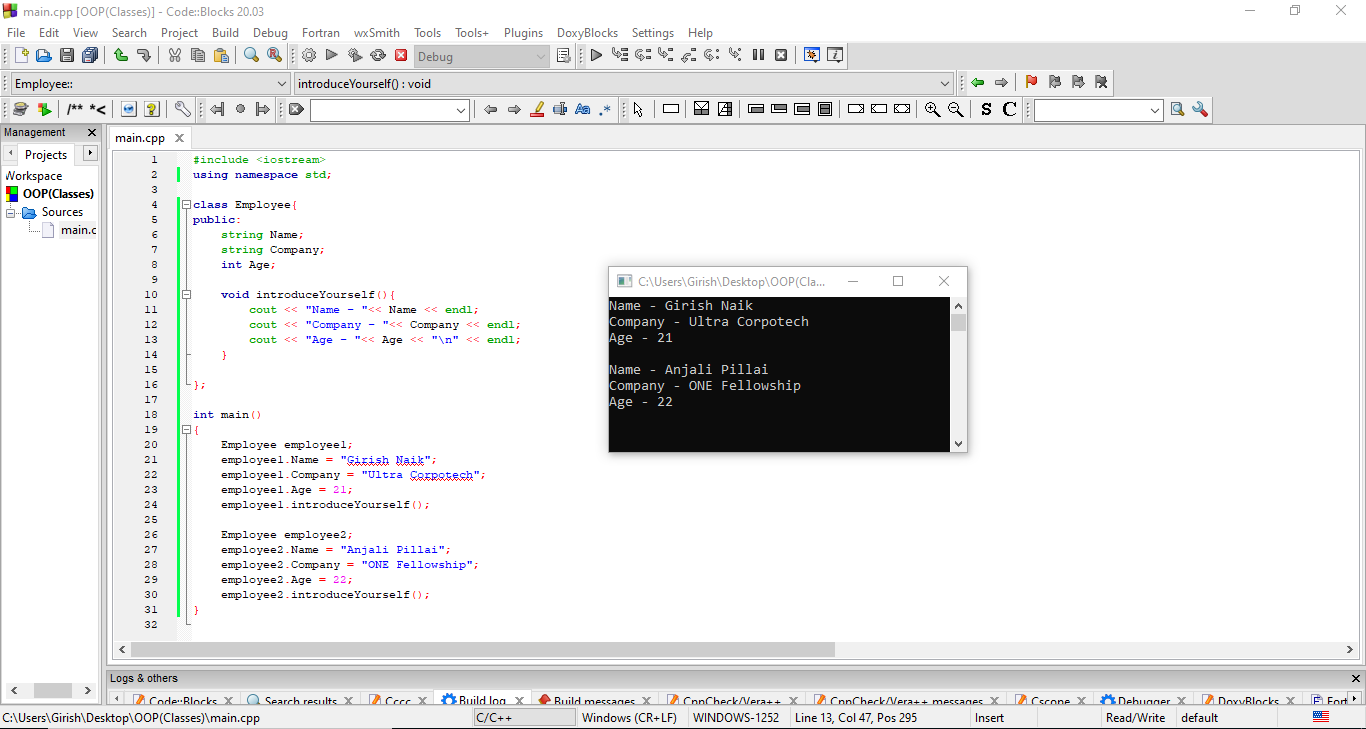 main.cpp [OOP(Classes)] - Code::Blocks 20.03
File Edit View Search Project Build Debug Fortran wxSmith Tools Tools+ Plugins DoxyBlocks Settings Help
Debug
Employee::
introduceYourself() : void
/** *<
Aa .*
S C
Management
main.cpp
Projects
Workspace
OOP(Classes)
Sources
main.c
1 #include <iostream>
2 using namespace std;
3
4 class Employee{
5 public:
6 string Name;
7 string Company;
8 int Age;
9
10 void introduceYourself(){
11 cout << "Name - "<< Name << endl;
12 cout << "Company - "<< Company << endl;
13 cout << "Age - "<< Age << "\n" << endl;
14 }
15
16 };
17
18 int main()
19 {
20 Employee employee1;
21 employee1.Name = "Girish Naik";
22 employee1.Company = "Ultra Corpotech";
23 employee1.Age = 21;
24 employee1.introduceYourself();
25
26 Employee employee2;
27 employee2.Name = "Anjali Pillai";
28 employee2.Company = "ONE Fellowship";
29 employee2.Age = 22;
30 employee2.introduceYourself();
31 }
32
C:\Users\Girish\Desktop\OOP(Cla...
Name - Girish Naik
Company - Ultra Corpotech
Age - 21
Name - Anjali Pillai
Company - ONE Fellowship
Age - 22
Logs & others
Code::Blocks Search results Cccc Build log Build messages CppCheck/Vera++ CppCheck/Vera++ messages Cscope Debugger DoxyBlocks Fort
C:\Users\Girish\Desktop\OOP(Classes)\main.cpp C/C++ Windows (CR+LF) WINDOWS-1252 Line 13, Col 47, Pos 295 Insert Read/Write default